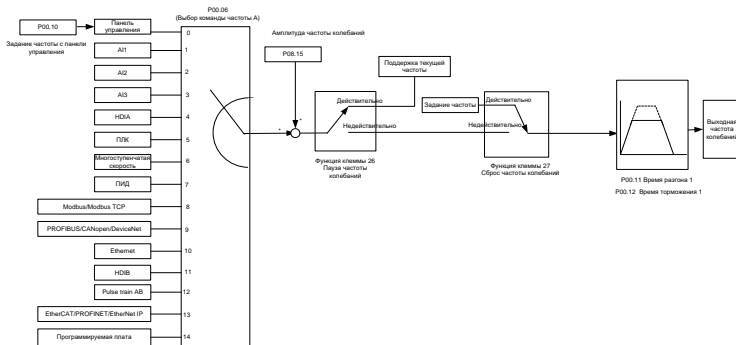 P00.06
(Выбор команды частоты А)
P00.10
Задание частоты с панели
управления
Панель
управления
0
AI1
1
AI2
2
AI3
3
HDIA
4
ПЛК
5
Многоступенчатая
скорость
6
ПИД
7
Modbus/Modbus TCP
8
PROFIBUS/CANopen/DeviceNet
9
Ethernet
10
HDIB
11
Pulse train AB
12
EtherCAT/PROFINET/EtherNet IP
13
Программируемая плата
14
Амплитуда частоты колебаний
P08.15
+
+
Поддержка текущей
частоты
Действительно
Недействительно
Функция клеммы 26
Пауза частоты
колебаний
Задание частоты
Действительно
Недействительно
Функция клеммы 27
Сброс частоты колебаний
P00.11 Время разгона 1
P00.12 Время торможения 1
Выходная
частота
колебаний